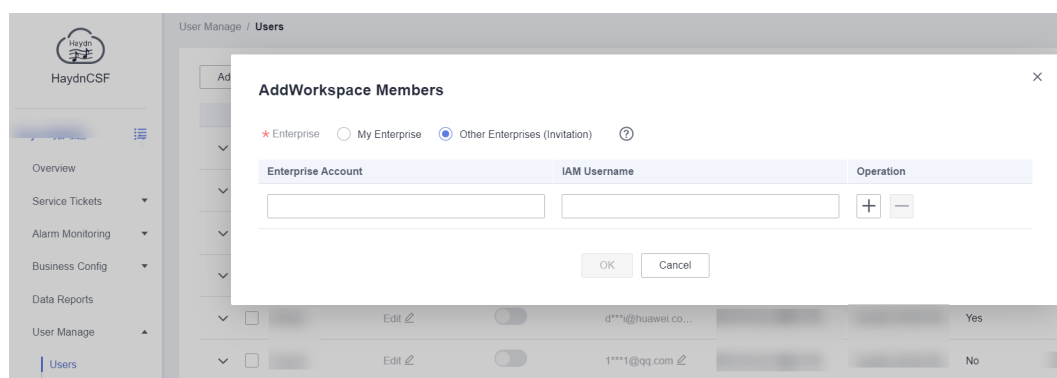 User Manage / Users
Haydn
HaydnCSF
Ad
AddWorkspace Members
* Enterprise My Enterprise Other Enterprises (Invitation) ?
Enterprise Account IAM Username Operation
OK Cancel
Overview
Service Tickets
Alarm Monitoring
Business Config
Data Reports
User Manage
Users
Edit d***i@huawei.co... Yes
Edit 1***1@qq.com No